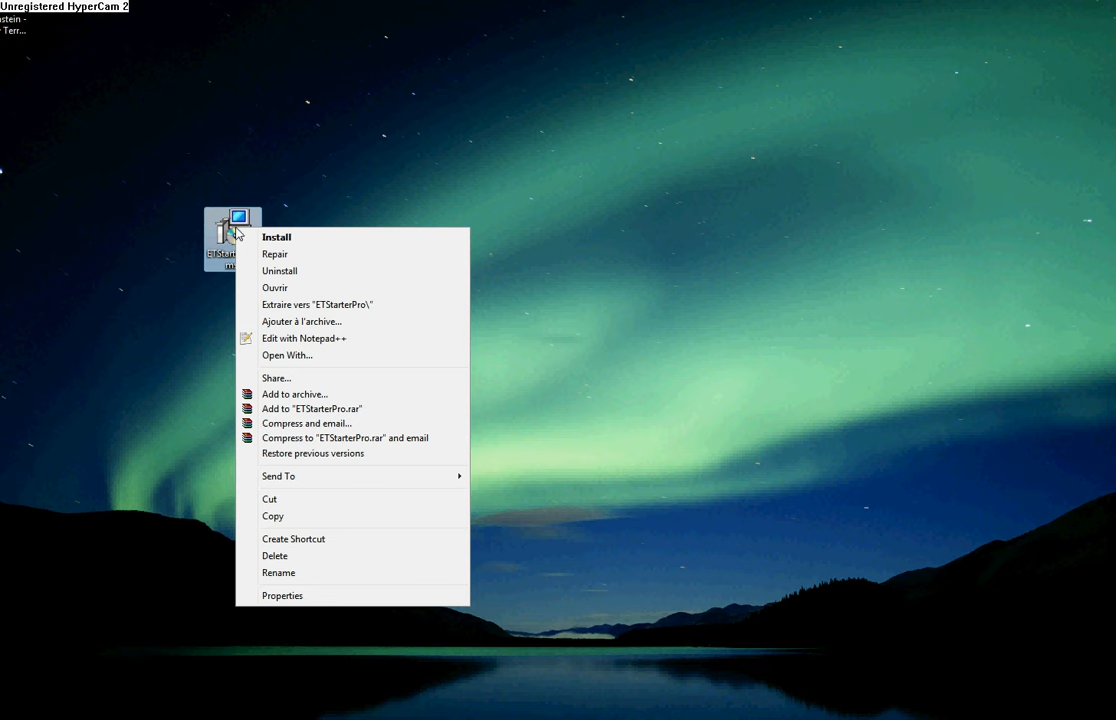 Unregistered HyperCam 2
nstein -
Terr...
ETStart
m
Install
Repair
Uninstall
Ouvrir
Extraire vers "ETStarterPro\"
Ajouter à l'archive...
Edit with Notepad++
Open With...
Share...
Add to archive...
Add to "ETStarterPro.rar"
Compress and email...
Compress to "ETStarterPro.rar" and email
Restore previous versions
Send To
Cut
Copy
Create Shortcut
Delete
Rename
Properties